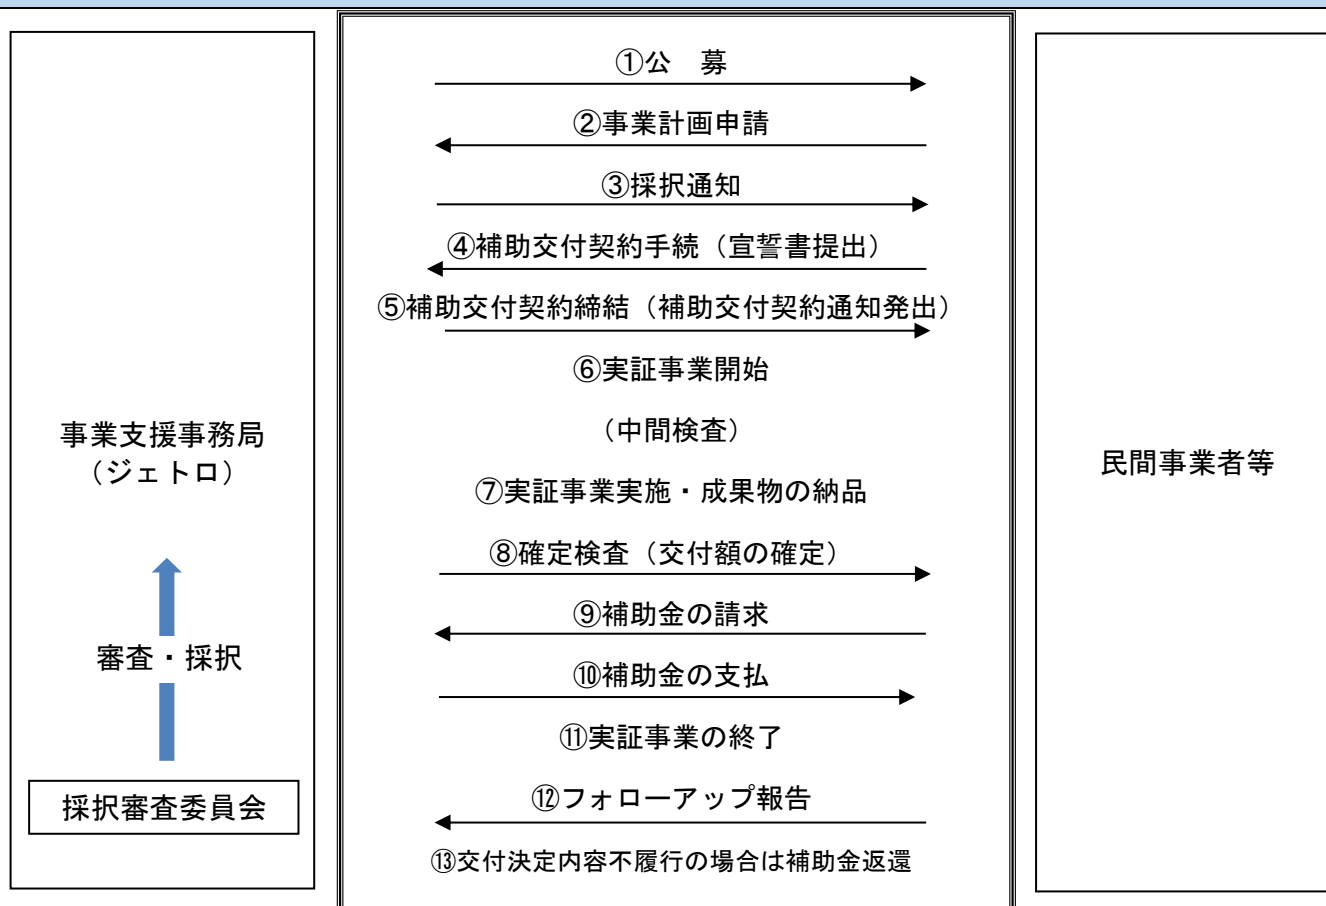 事業支援事務局
（ジェトロ）
審査・採択
採択審査委員会
①公　募
②事業計画申請
③採択通知
④補助交付契約手続（宣誓書提出）
⑤補助交付契約締結（補助交付契約通知発出）
⑥実証事業開始
（中間検査）
⑦実証事業実施・成果物の納品
⑧確定検査（交付額の確定）
⑨補助金の請求
⑩補助金の支払
⑪実証事業の終了
⑫フォローアップ報告
⑬交付決定内容不履行の場合は補助金返還
民間事業者等